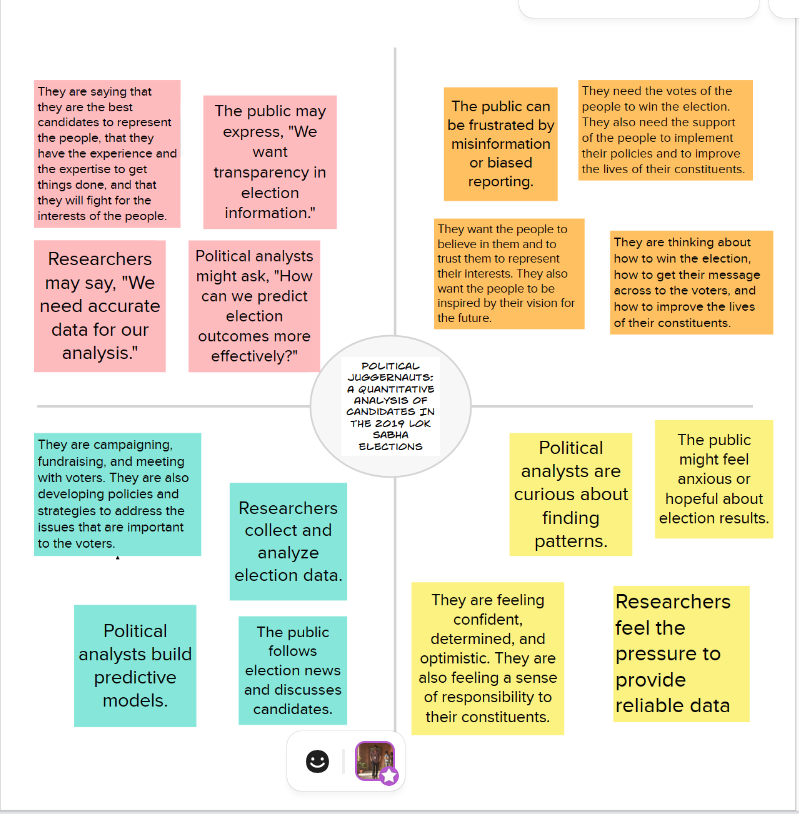 They are saying that
they are the best
candidates to represent
the people, that they
have the experience and
the expertise to get
things done, and that
they will fight for the
interests of the people.
The public may
express, "We
want
transparency in
election
information."
Researchers
may say, "We
need accurate
data for our
analysis."
Political analysts
might ask, "How
can we predict
election
outcomes more
effectively?"
The public can
be frustrated by
misinformation
or biased
reporting.
They need the votes of the
people to win the election.
They also need the support
of the people to implement
their policies and to improve
the lives of their constituents.
They want the people to
believe in them and to
trust them to represent
their interests. They also
want the people to be
inspired by their vision for
the future.
They are thinking about
how to win the election,
how to get their message
across to the voters, and
how to improve the lives
of their constituents.
POLITICAL
JUGGERNAUTS:
A QUANTITATIVE
ANALYSIS OF
CANDIDATES IN
THE 2019 LOK
SABHA
ELECTIONS
They are campaigning,
fundraising, and meeting
with voters. They are also
developing policies and
strategies to address the
issues that are important
to the voters.
Researchers
collect and
analyze
election data.
Political
analysts build
predictive
models.
The public
follows
election news
and discusses
candidates.
Political
analysts are
curious about
finding
patterns.
The public
might feel
anxious or
hopeful about
election results.
They are feeling
confident,
determined, and
optimistic. They are
also feeling a sense
of responsibility to
their constituents.
Researchers
feel the
pressure to
provide
reliable data